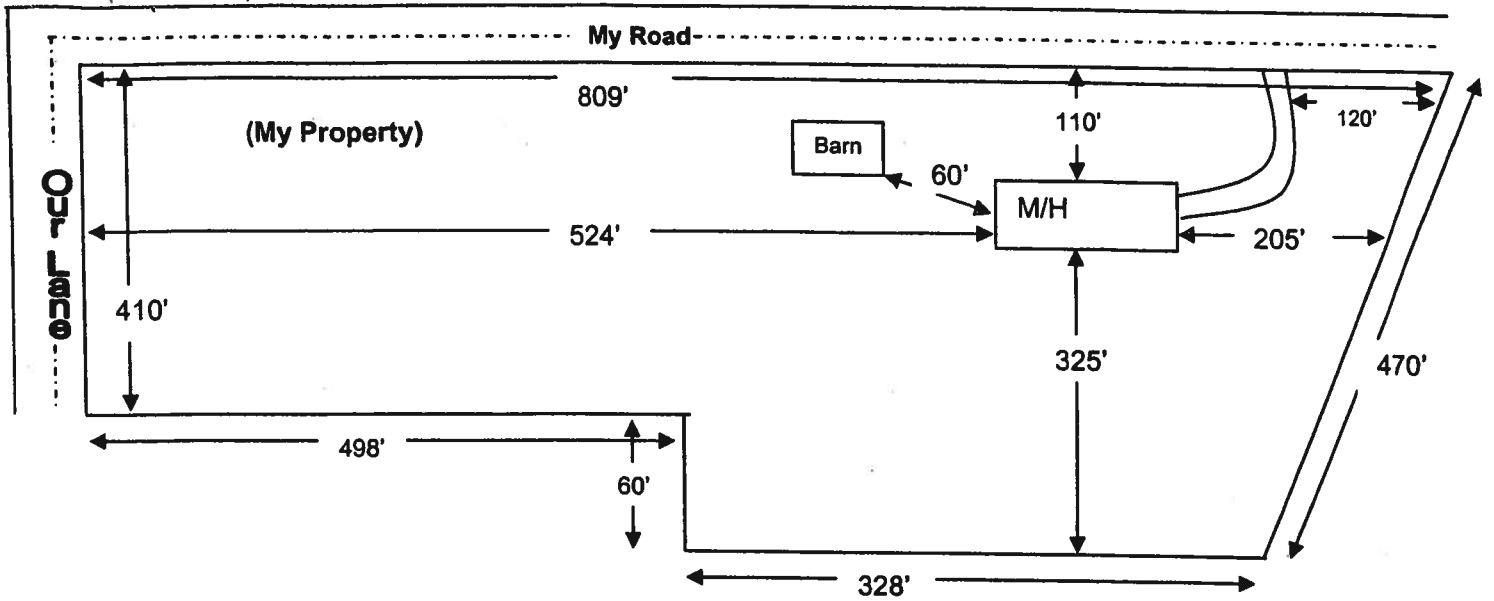 My Road
809'
(My Property)
Barn
110'
120'
60'
M/H
Our Lane
524'
205'
410'
325'
470'
498'
60'
328'